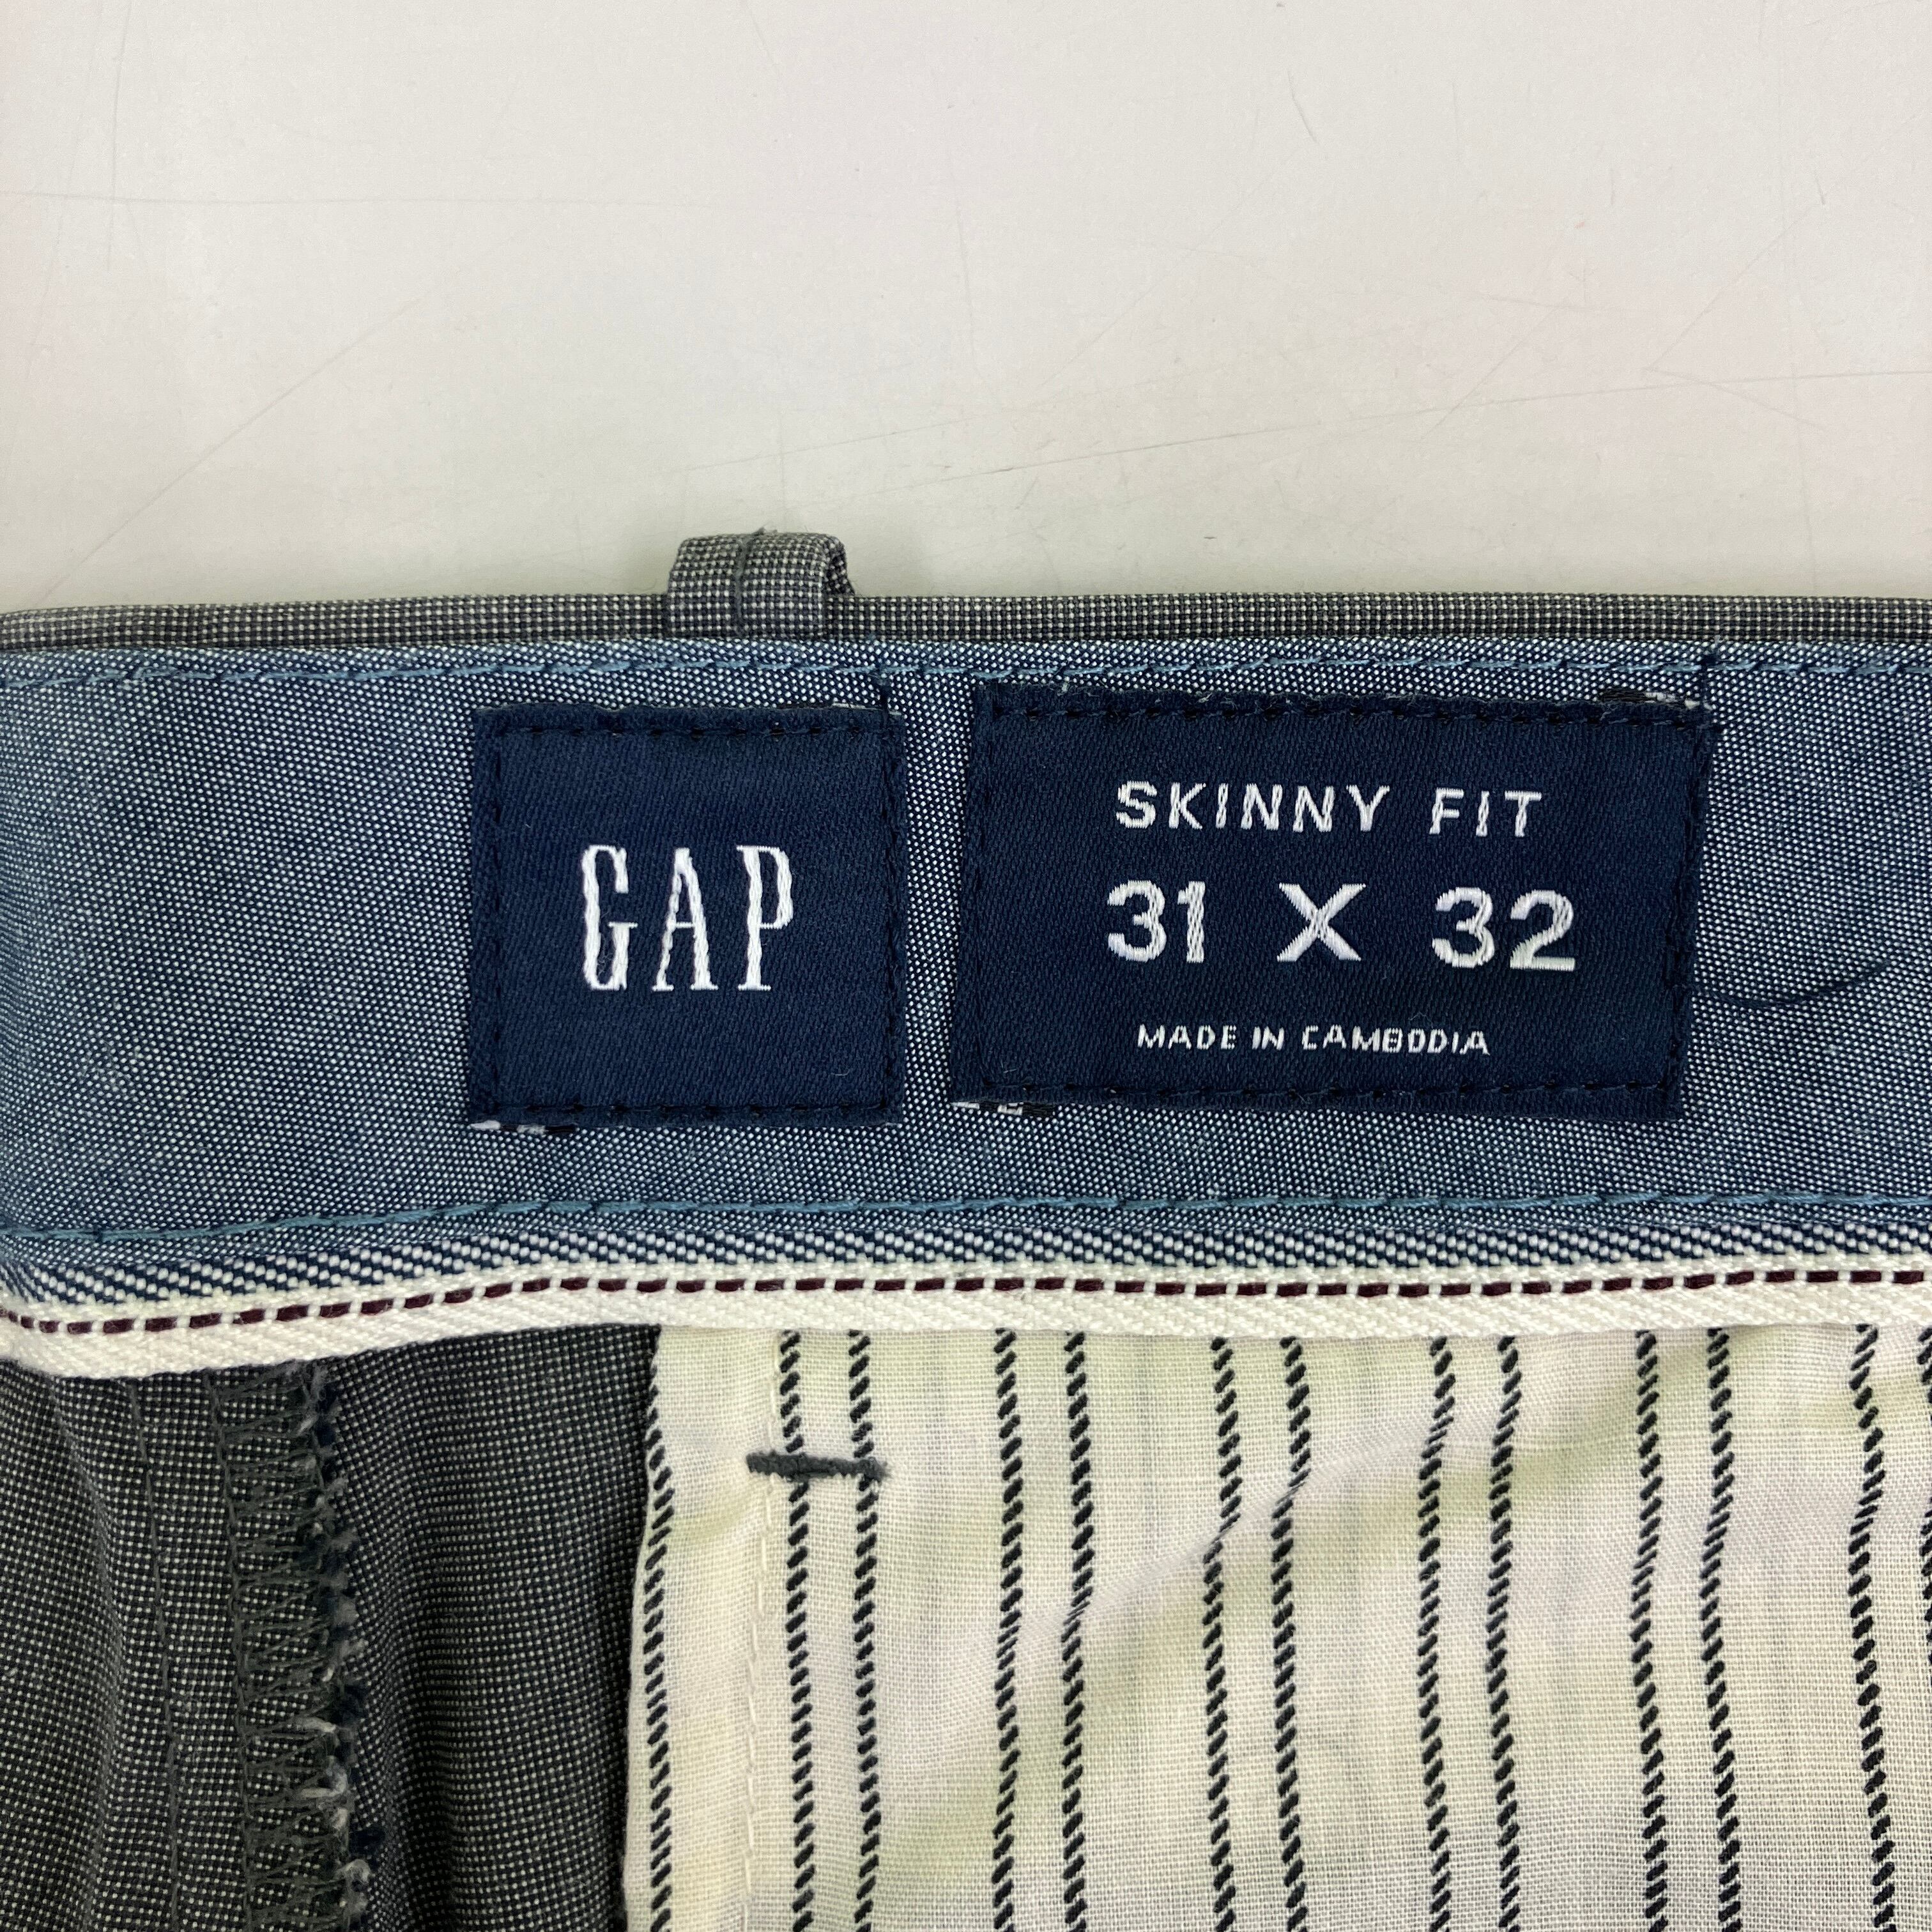 GAP
SKINNY FIT
31 X 32
MADE IN CAMBODIA